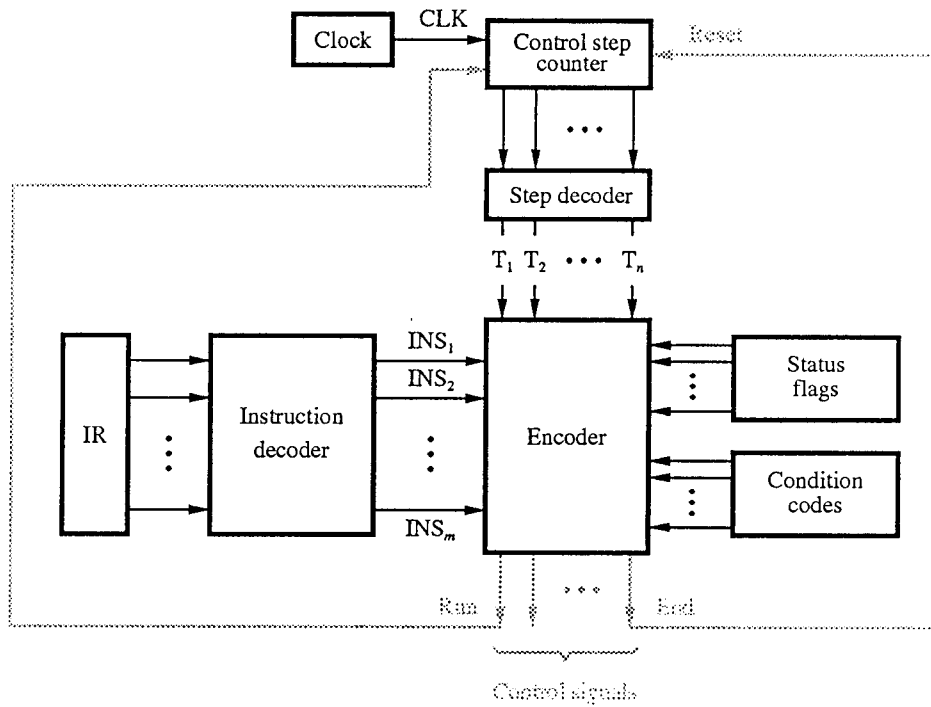 CLK
Clock
Control step
counter
Reset
• • •
Step decoder
T₁ T₂ • • • Tₙ
INS₁
INS₂
INSₘ
IR
Instruction
decoder
Encoder
Status
flags
Condition
codes
Run
End
Control signals